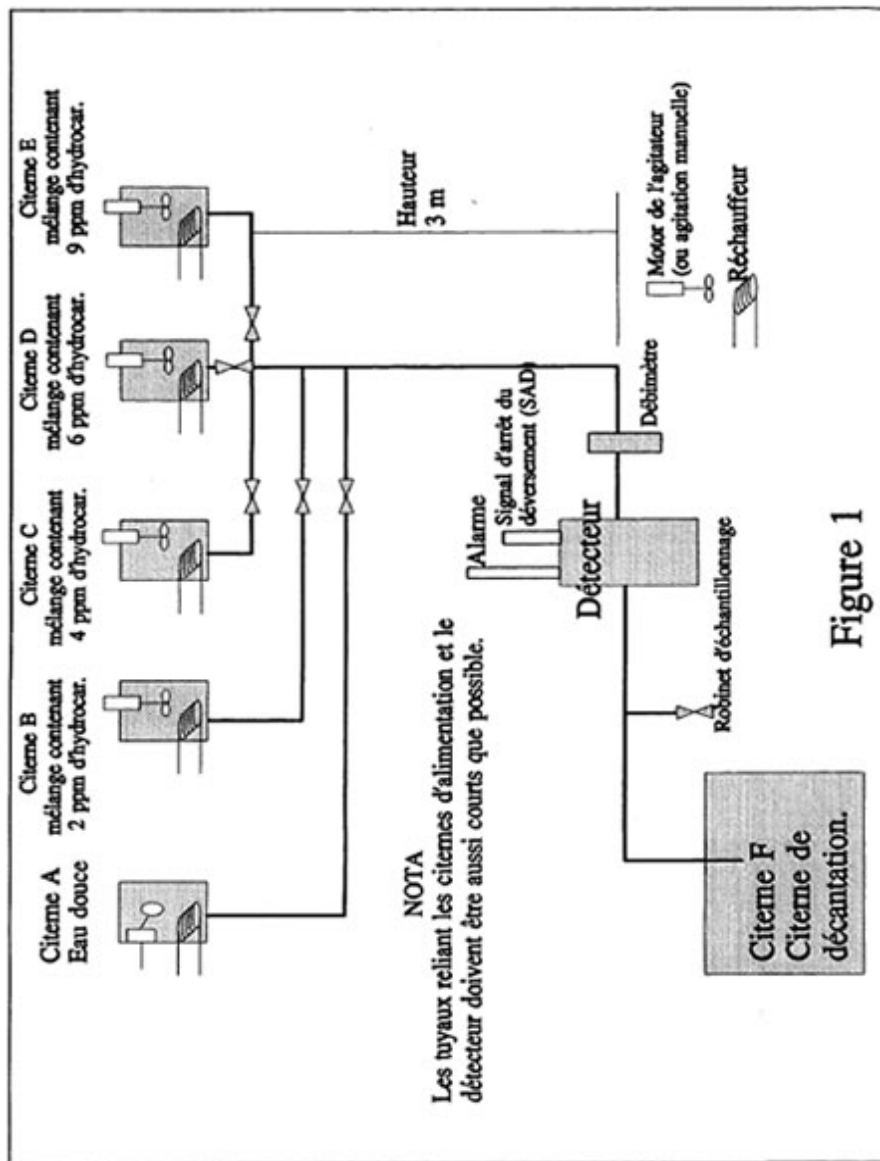 Citerne A
Eau douce
Citerne B
mélange contenant
2 ppm d'hydrocar.
Citerne C
mélange contenant
4 ppm d'hydrocar.
Citerne D
mélange contenant
6 ppm d'hydrocar.
Citerne E
mélange contenant
9 ppm d'hydrocar.
Hauteur
3 m
NOTA
Les tuyaux reliant les citernes d'alimentation et le
détecteur doivent être aussi courts que possible.
Alarme
Signal d'arrêt du
déversement (SAD)
Détecteur
Débimètre
Motor de l'agitateur
(ou agitation manuelle)
Réchauffeur
Robinet d'échantillonnage
Citerne F
Citerne de
décantation.
Figure 1